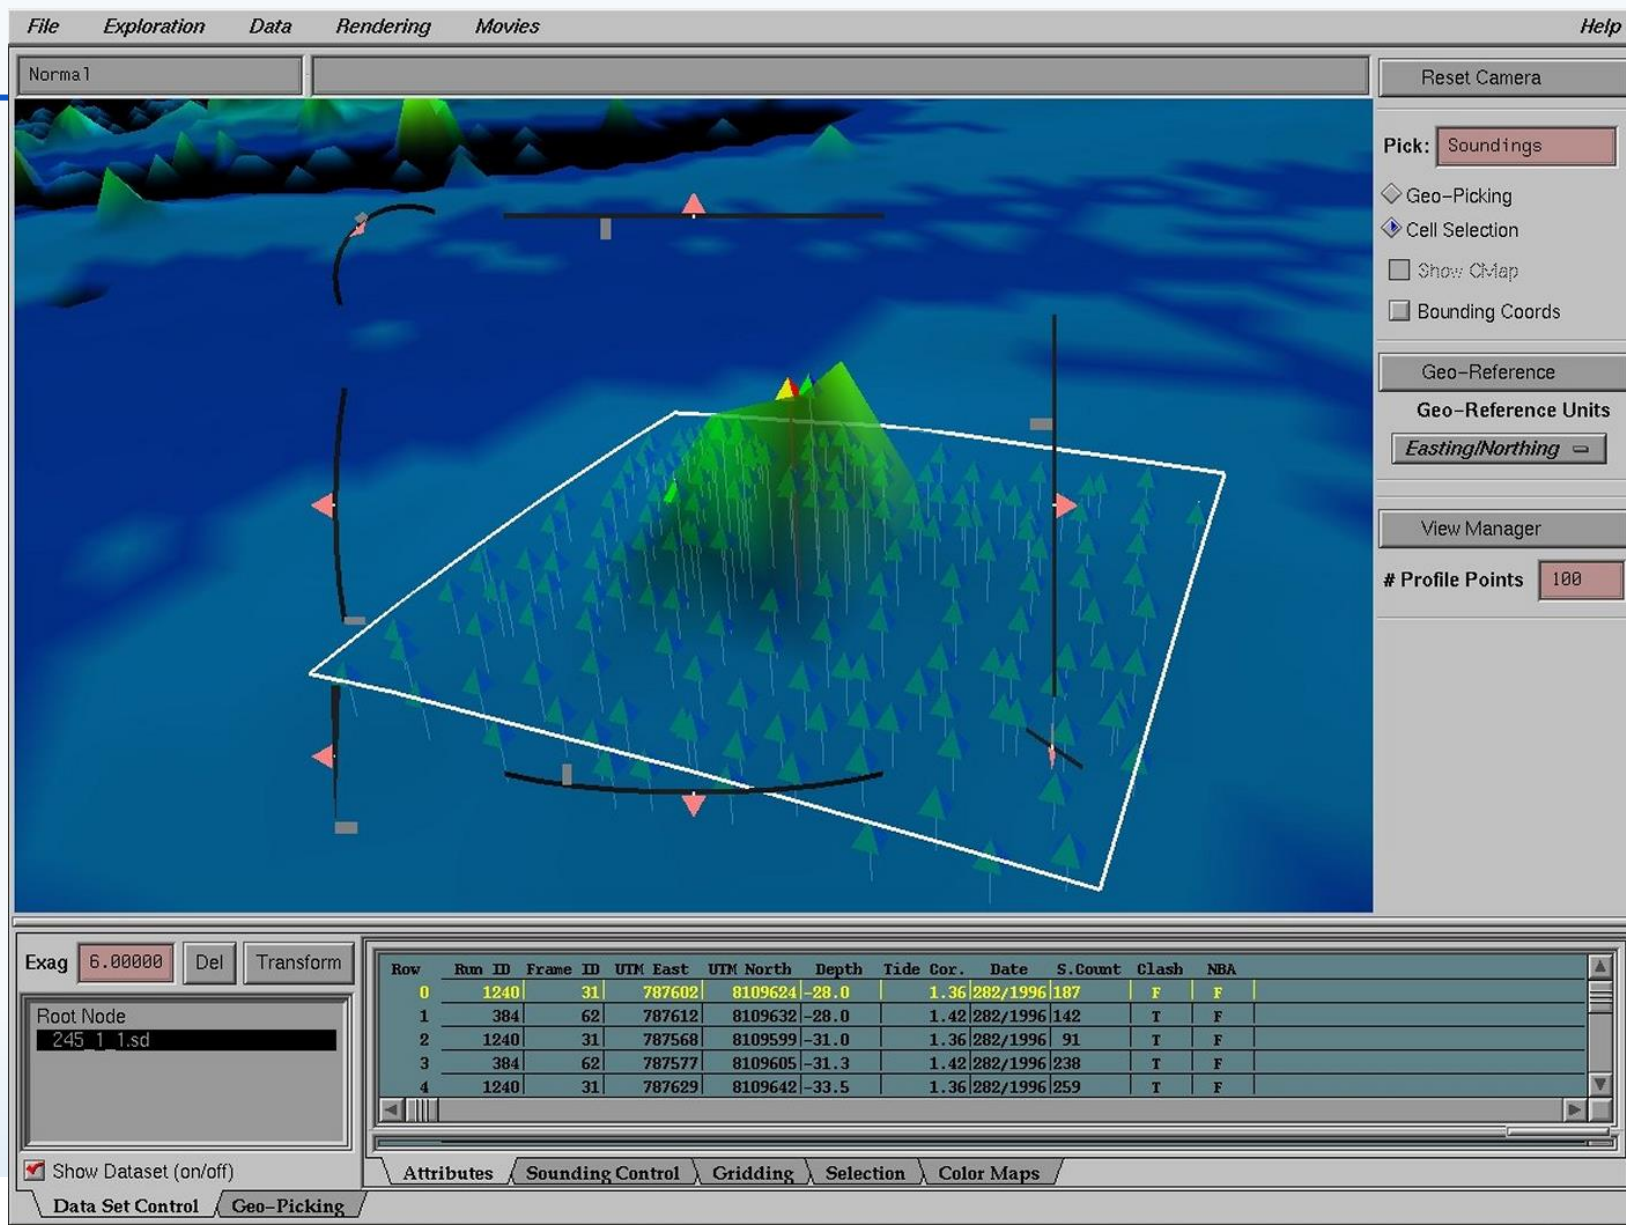 File Exploration Data Rendering Movies Help
Normal
Reset Camera
Pick: Soundings
Geo-Picking
Cell Selection
Show CMap
Bounding Coords
Geo-Reference
Geo-Reference Units
Easting/Northing
View Manager
# Profile Points 100
Exag 6.00000 Del Transform
Root Node
245_1_1.sd
Show Dataset (on/off)
Data Set Control Geo-Picking
Row Run ID Frame ID UTM East UTM North Depth Tide Cor. Date S.Count Clash NBA
0 1240 31 787602 8109624 -28.0 1.36 282/1996 187 F F
1 384 62 787612 8109632 -28.0 1.42 282/1996 142 T F
2 1240 31 787568 8109599 -31.0 1.36 282/1996 91 T F
3 384 62 787577 8109605 -31.3 1.42 282/1996 238 T F
4 1240 31 787629 8109642 -33.5 1.36 282/1996 259 T F
Attributes Sounding Control Gridding Selection Color Maps